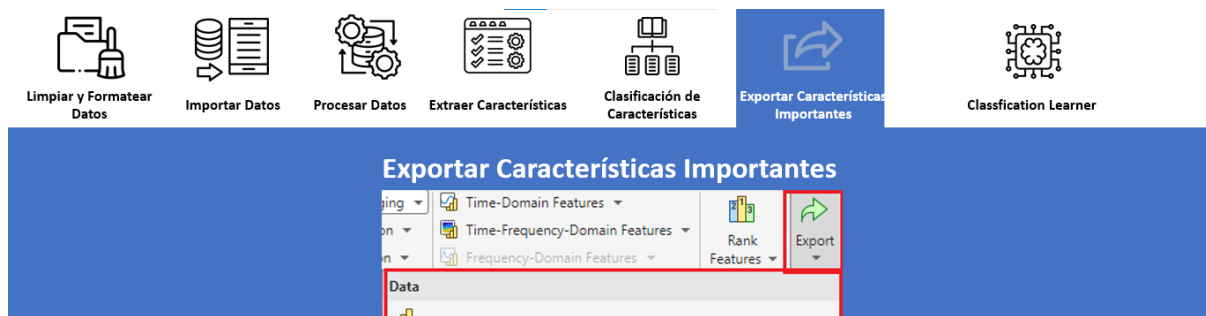 Limpiar y Formatear
Datos
Importar Datos
Procesar Datos
Extraer Características
Clasificación de
Características
Exportar Características
Importantes
Classfication Learner
Exportar Características Importantes
Time-Domain Features
Time-Frequency-Domain Features
Frequency-Domain Features
Rank
Features
Export
Data